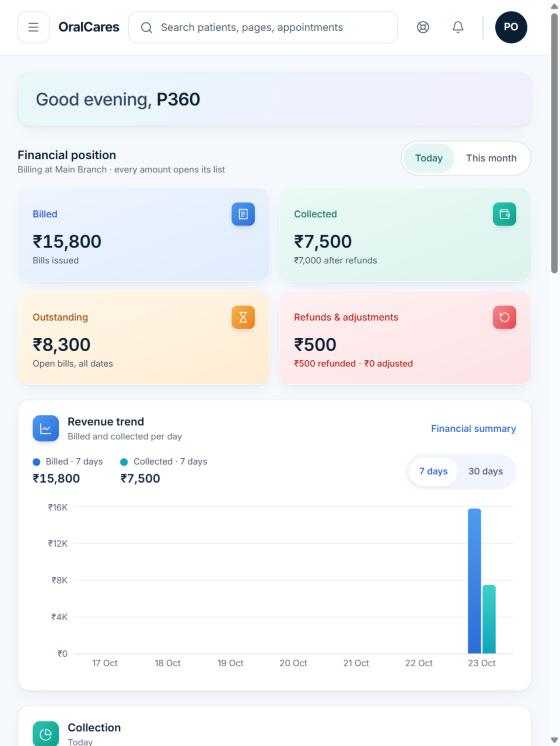 OralCares
Search patients, pages, appointments
PO
Good evening, P360
Financial position
Billing at Main Branch · every amount opens its list
Today
This month
Billed
₹15,800
Bills issued
Collected
₹7,500
₹7,000 after refunds
Outstanding
₹8,300
Open bills, all dates
Refunds & adjustments
₹500
₹500 refunded · ₹0 adjusted
Revenue trend
Billed and collected per day
Financial summary
Billed · 7 days
₹15,800
Collected · 7 days
₹7,500
7 days
30 days
₹16K
₹12K
₹8K
₹4K
₹0
17 Oct
18 Oct
19 Oct
20 Oct
21 Oct
22 Oct
23 Oct
Collection
Today